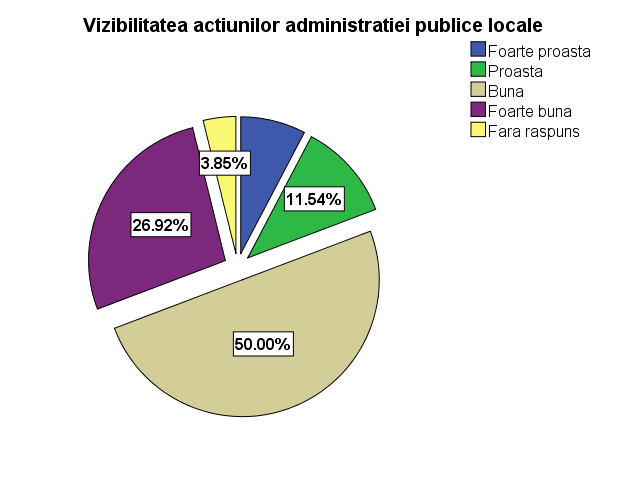 Vizibilitatea actiunilor administratiei publice locale
Foarte proasta
Proasta
Buna
Foarte buna
Fara raspuns
3.85%
11.54%
26.92%
50.00%